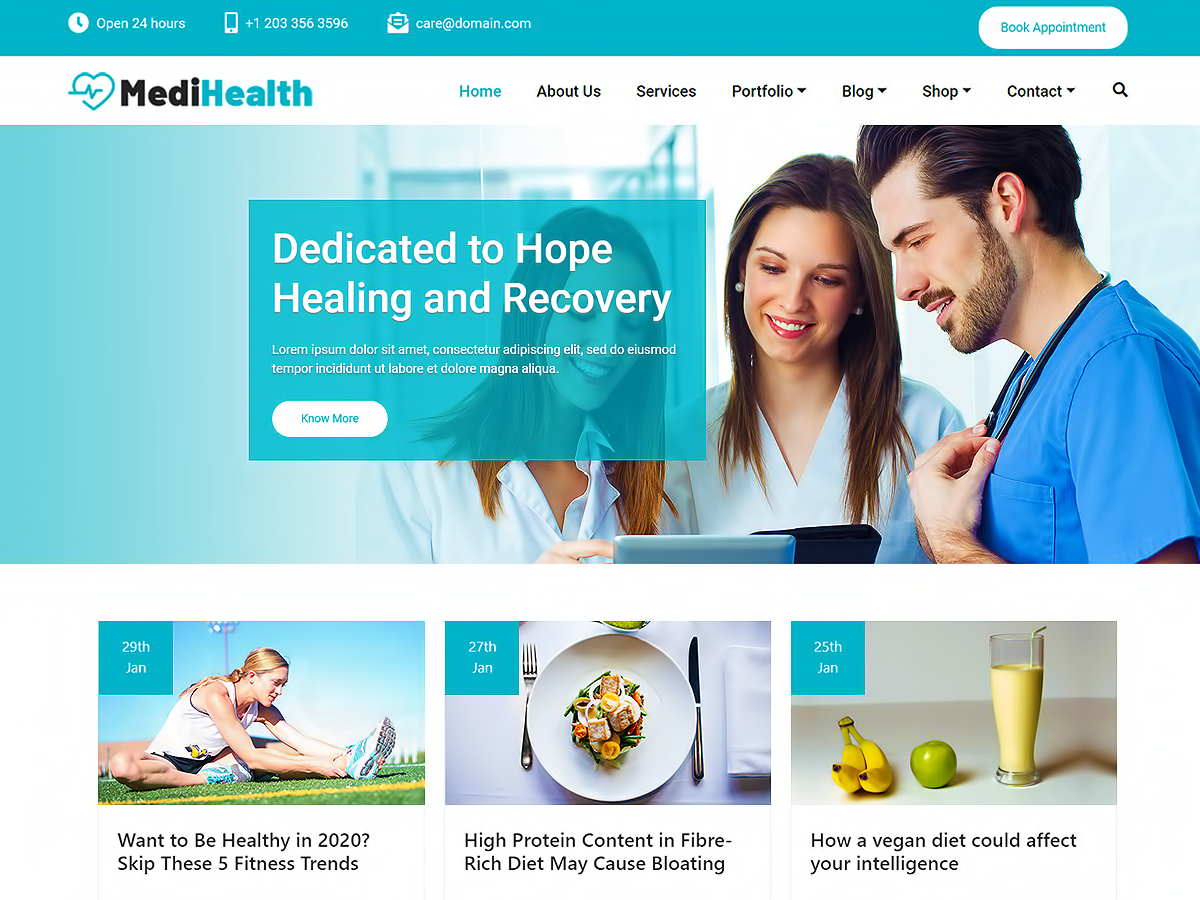 Open 24 hours
+1 203 356 3596
care@domain.com
Book Appointment
MediHealth
Home
About Us
Services
Portfolio
Blog
Shop
Contact
Dedicated to Hope
Healing and Recovery
Lorem ipsum dolor sit amet, consectetur adipiscing elit, sed do eiusmod
tempor incididunt ut labore et dolore magna aliqua.
Know More
29th
Jan
Want to Be Healthy in 2020?
Skip These 5 Fitness Trends
27th
Jan
High Protein Content in Fibre-
Rich Diet May Cause Bloating
25th
Jan
How a vegan diet could affect
your intelligence